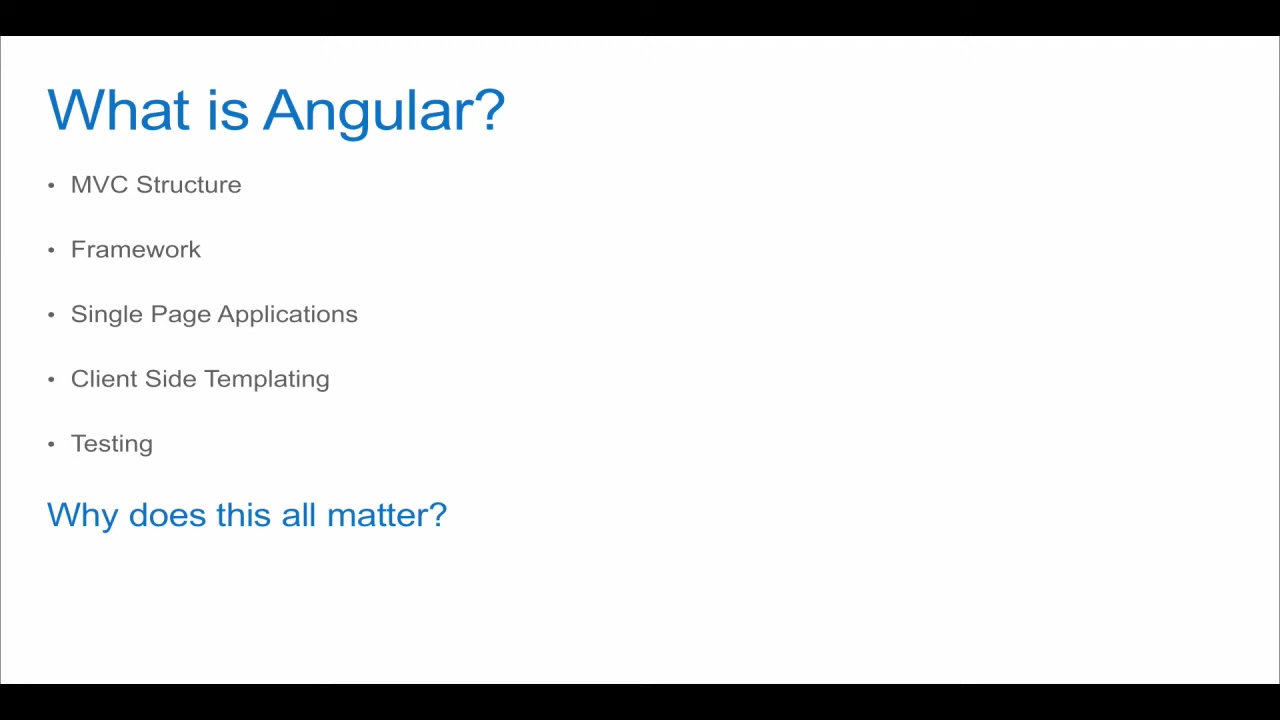 What is Angular?
• MVC Structure
• Framework
• Single Page Applications
• Client Side Templating
• Testing
Why does this all matter?